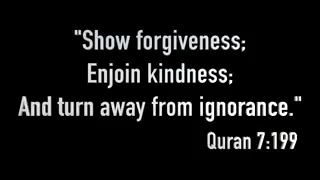 "Show forgiveness;
Enjoin kindness;
And turn away from ignorance."
Quran 7:199